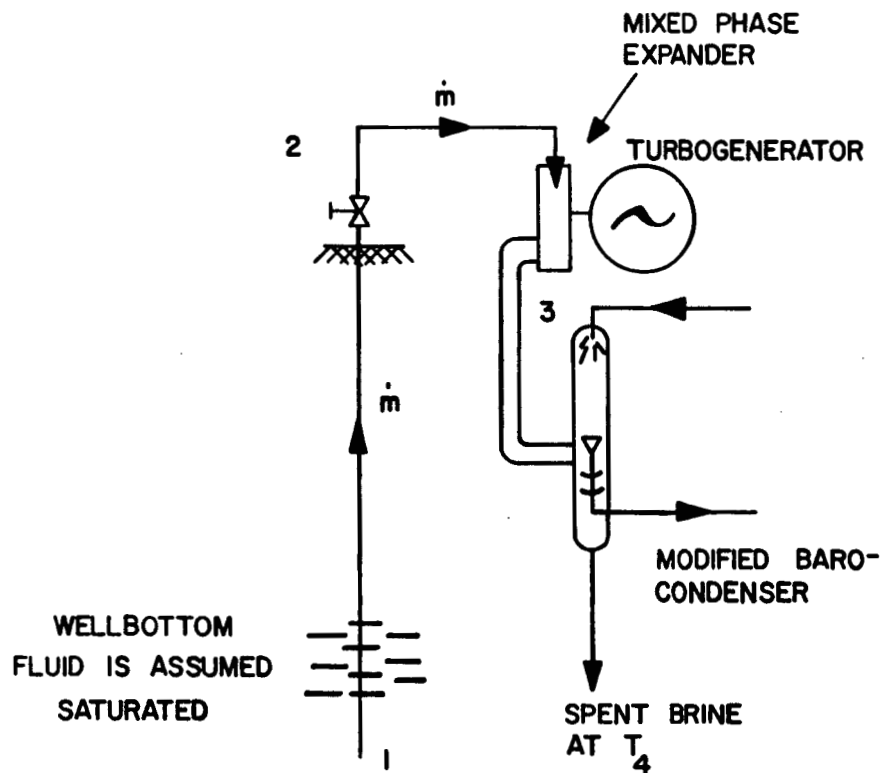 MIXED PHASE
EXPANDER
ṁ
2
TURBOGENERATOR
3
ṁ
MODIFIED BARO-
CONDENSER
WELLBOTTOM
FLUID IS ASSUMED
SATURATED
SPENT BRINE
AT T4
1